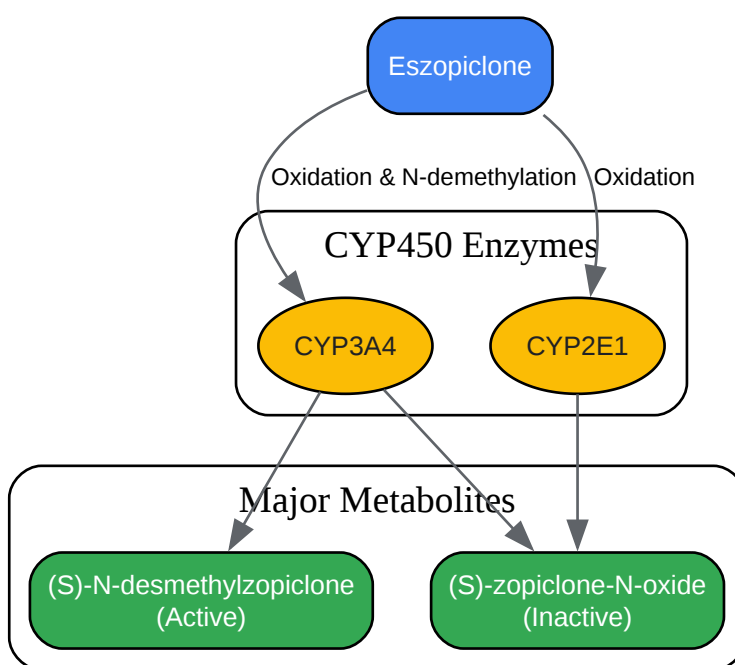 Eszopiclone
Oxidation & N-demethylation
Oxidation
CYP450 Enzymes
CYP3A4
CYP2E1
Major Metabolites
(S)-N-desmethylzopiclone
(Active)
(S)-zopiclone-N-oxide
(Inactive)